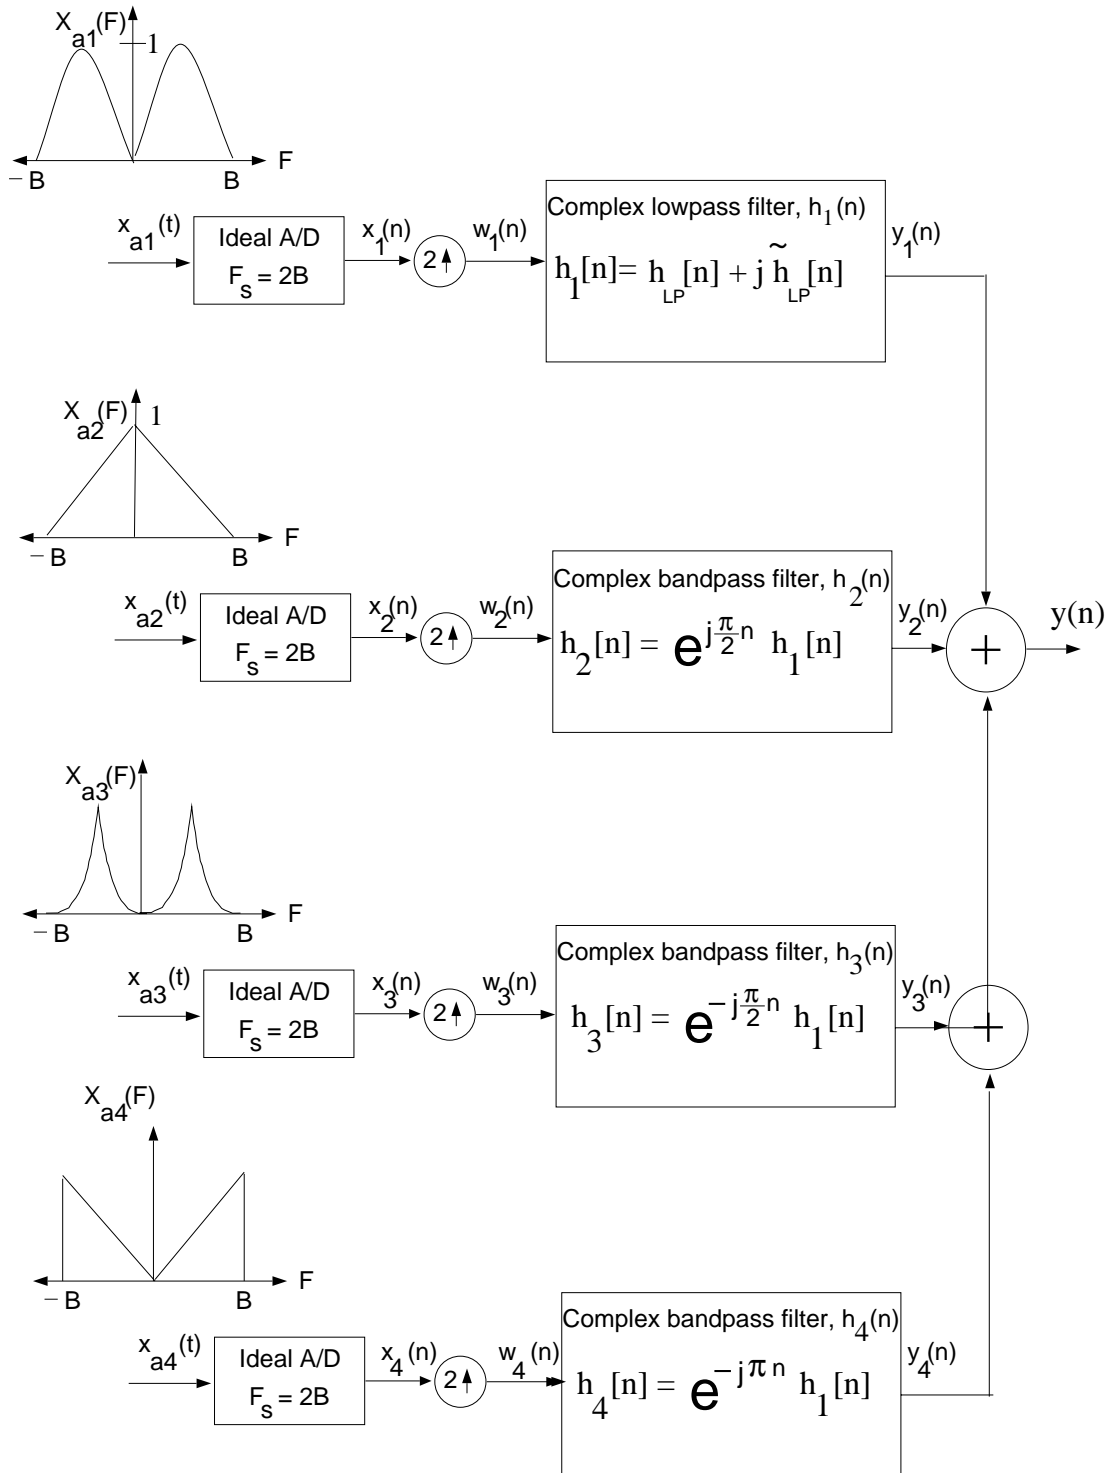 X_a1(F)
1
– B
B
F
x_a1(t)
Ideal A/D
F_s = 2B
x_1(n)
2↑
w_1(n)
Complex lowpass filter, h_1(n)
h_1[n] = h_LP[n] + j h̃_LP[n]
y_1(n)
X_a2(F)
1
– B
B
F
x_a2(t)
Ideal A/D
F_s = 2B
x_2(n)
2↑
w_2(n)
Complex bandpass filter, h_2(n)
h_2[n] = e^{j π/2 n} h_1[n]
y_2(n)
+
y(n)
X_a3(F)
– B
B
F
x_a3(t)
Ideal A/D
F_s = 2B
x_3(n)
2↑
w_3(n)
Complex bandpass filter, h_3(n)
h_3[n] = e^{– j π/2 n} h_1[n]
y_3(n)
+
X_a4(F)
– B
B
F
x_a4(t)
Ideal A/D
F_s = 2B
x_4(n)
2↑
w_4(n)
Complex bandpass filter, h_4(n)
h_4[n] = e^{– j π n} h_1[n]
y_4(n)